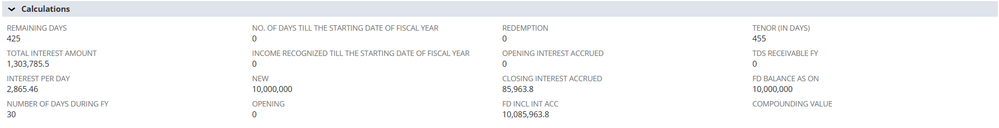 Calculations
REMAINING DAYS
425
NO. OF DAYS TILL THE STARTING DATE OF FISCAL YEAR
0
REDEMPTION
0
TENOR (IN DAYS)
455
TOTAL INTEREST AMOUNT
1,303,785.5
INCOME RECOGNIZED TILL THE STARTING DATE OF FISCAL YEAR
0
OPENING INTEREST ACCRUED
0
TDS RECEIVABLE FY
0
INTEREST PER DAY
2,865.46
NEW
10,000,000
CLOSING INTEREST ACCRUED
85,963.8
FD BALANCE AS ON
10,000,000
NUMBER OF DAYS DURING FY
30
OPENING
0
FD INCL INT ACC
10,085,963.8
COMPOUNDING VALUE